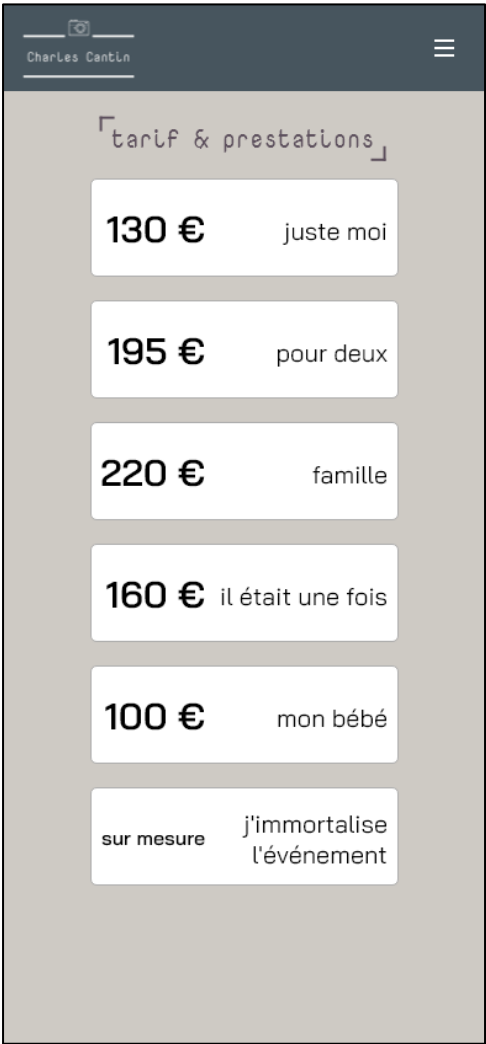 Charles Cantin
tarif & prestations
130 € juste moi
195 € pour deux
220 € famille
160 € il était une fois
100 € mon bébé
sur mesure j'immortalise
l'événement